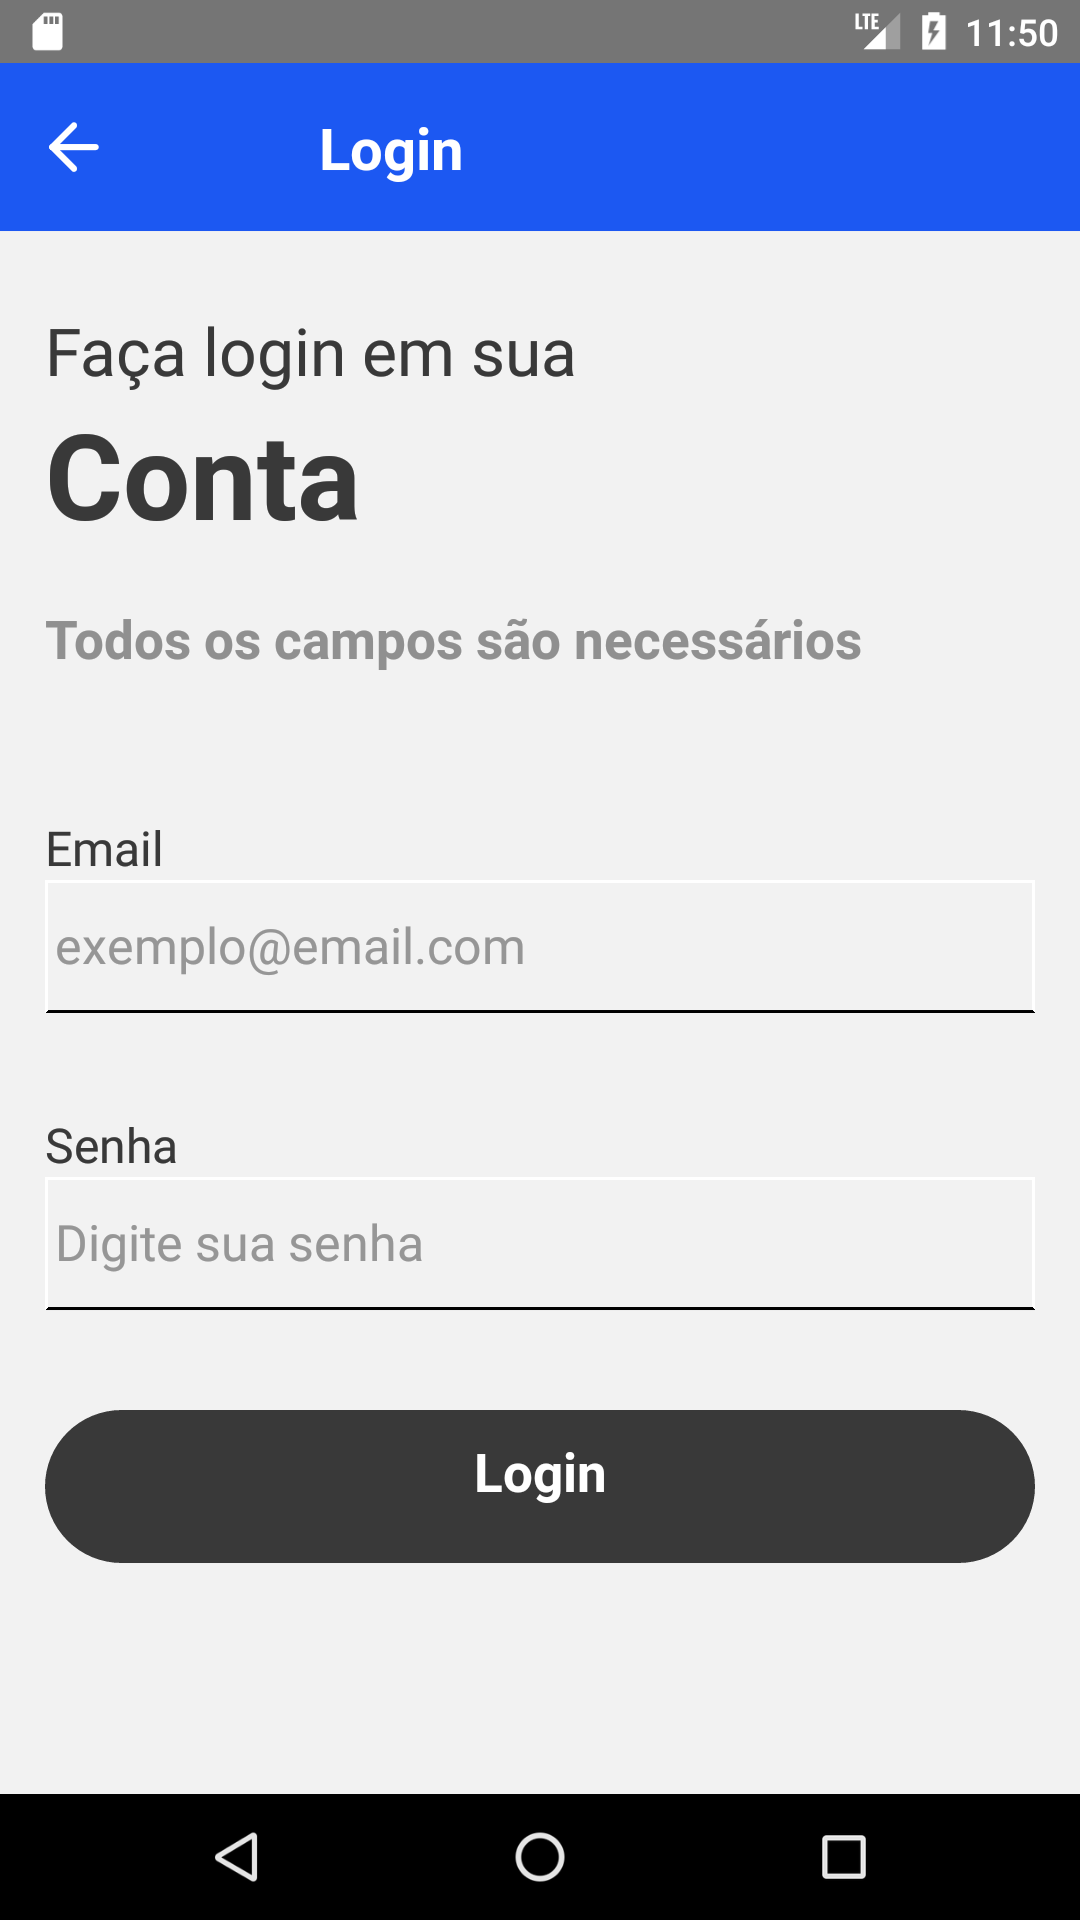 LTE 11:50
Login
Faça login em sua
Conta
Todos os campos são necessários
Email
exemplo@email.com
Senha
Digite sua senha
Login